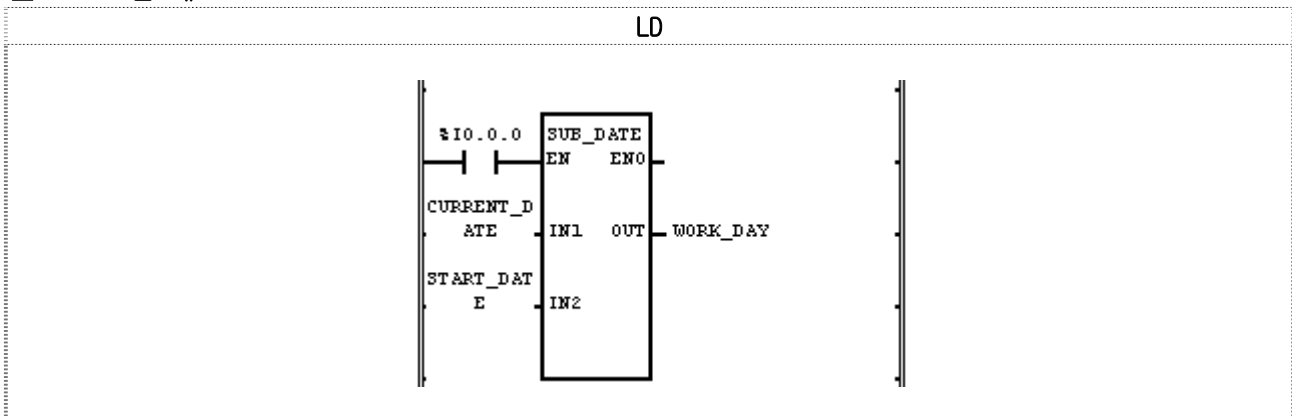 LD
%I0.0.0
SUB_DATE
EN ENO
CURRENT_D
ATE
IN1 OUT WORK_DAY
START_DAT
E
IN2